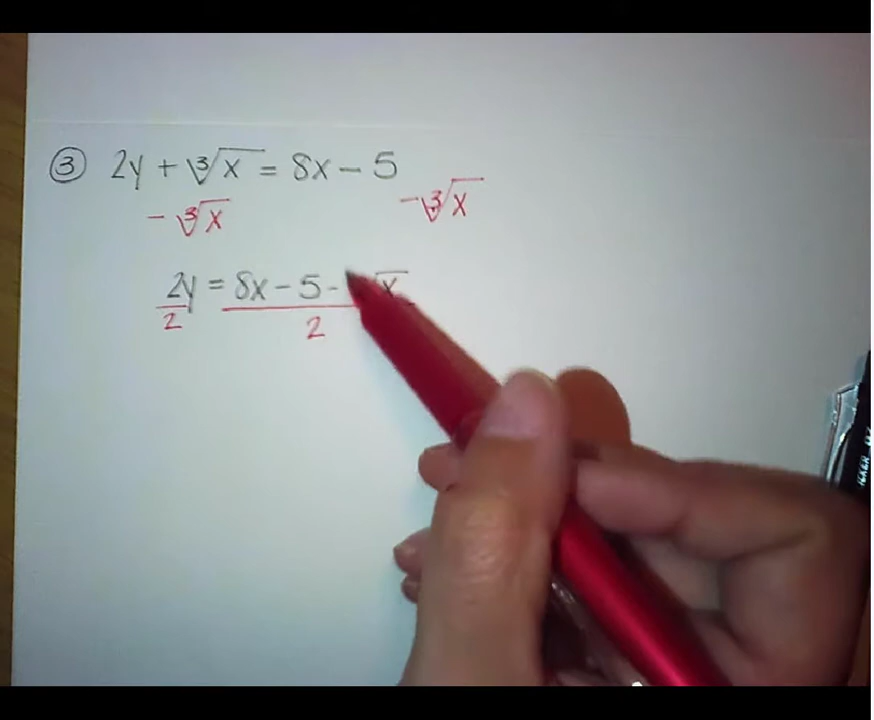 ③ 2y + ∛x = 8x - 5
- ∛x - ∛x
2y = 8x - 5 - √x
2 2